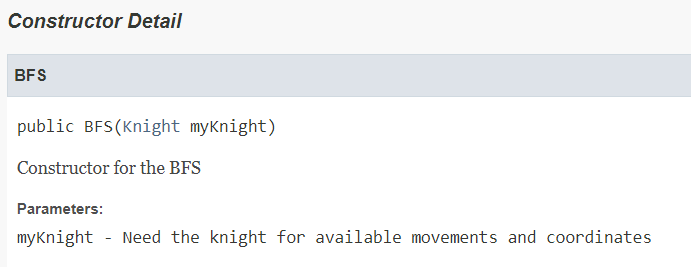 Constructor Detail
BFS
public BFS(Knight myKnight)
Constructor for the BFS
Parameters:
myKnight - Need the knight for available movements and coordinates